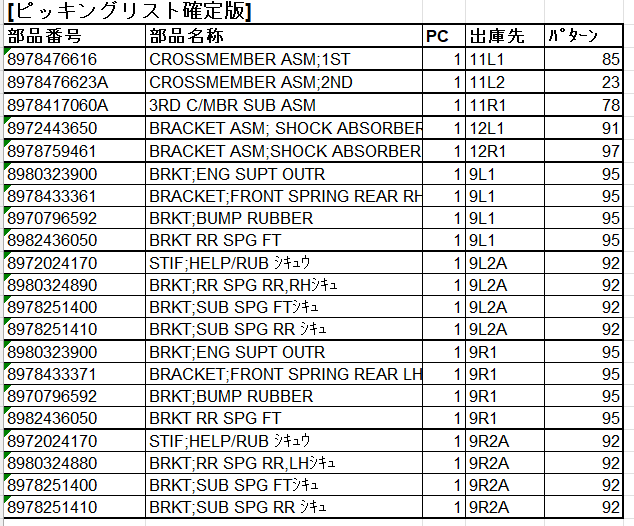 [ピッキングリスト確定版]
部品番号 部品名称 PC 出庫先 ﾊﾟﾀｰﾝ
8978476616 CROSSMEMBER ASM;1ST 1 11L1 85
8978476623A CROSSMEMBER ASM;2ND 1 11L2 23
8978417060A 3RD C/MBR SUB ASM 1 11R1 78
8972443650 BRACKET ASM; SHOCK ABSORBER 1 12L1 91
8978759461 BRACKET ASM;SHOCK ABSORBER 1 12R1 97
8980323900 BRKT;ENG SUPT OUTR 1 9L1 95
8978433361 BRACKET;FRONT SPRING REAR RH 1 9L1 95
8970796592 BRKT;BUMP RUBBER 1 9L1 95
8982436050 BRKT RR SPG FT 1 9L1 95
8972024170 STIF;HELP/RUB ｼｷｭｳ 1 9L2A 92
8980324890 BRKT;RR SPG RR,RHｼｷｭ 1 9L2A 92
8978251400 BRKT;SUB SPG FTｼｷｭ 1 9L2A 92
8978251410 BRKT;SUB SPG RR ｼｷｭ 1 9L2A 92
8980323900 BRKT;ENG SUPT OUTR 1 9R1 95
8978433371 BRACKET;FRONT SPRING REAR LH 1 9R1 95
8970796592 BRKT;BUMP RUBBER 1 9R1 95
8982436050 BRKT RR SPG FT 1 9R1 95
8972024170 STIF;HELP/RUB ｼｷｭｳ 1 9R2A 92
8980324880 BRKT;RR SPG RR,LHｼｷｭ 1 9R2A 92
8978251400 BRKT;SUB SPG FTｼｷｭ 1 9R2A 92
8978251410 BRKT;SUB SPG RR ｼｷｭ 1 9R2A 92